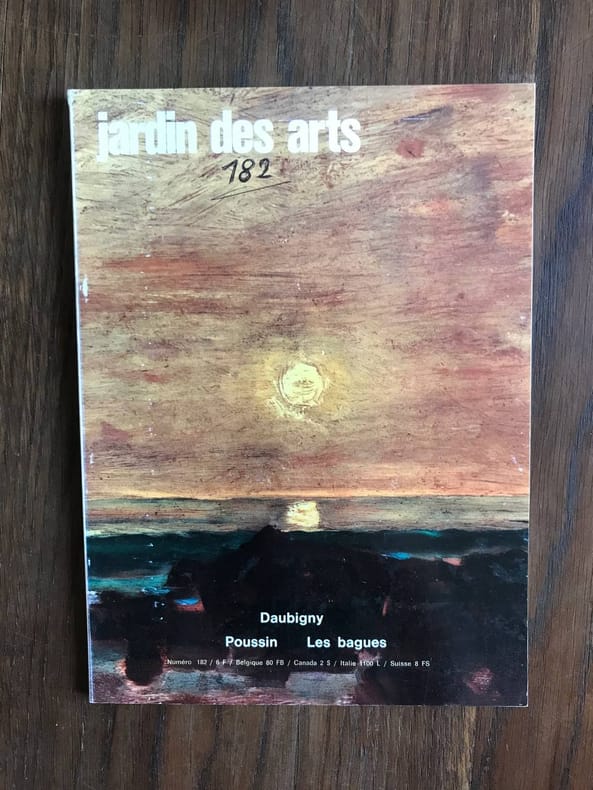 jardin des arts
182
Daubigny
Poussin Les bagues
Numéro 182 / 6 F / Belgique 80 FB / Canada 2 $ / Italie 1100 L / Suisse 8 FS